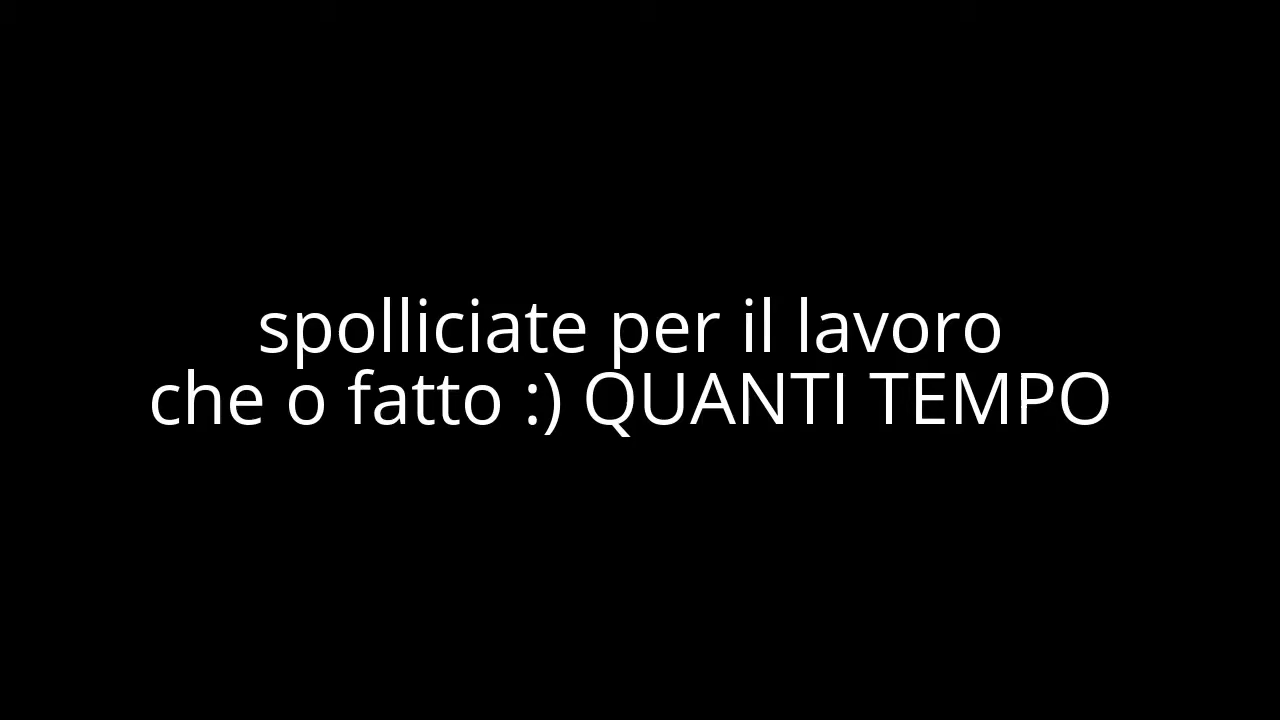 spolliciate per il lavoro
che o fatto :) QUANTI TEMPO